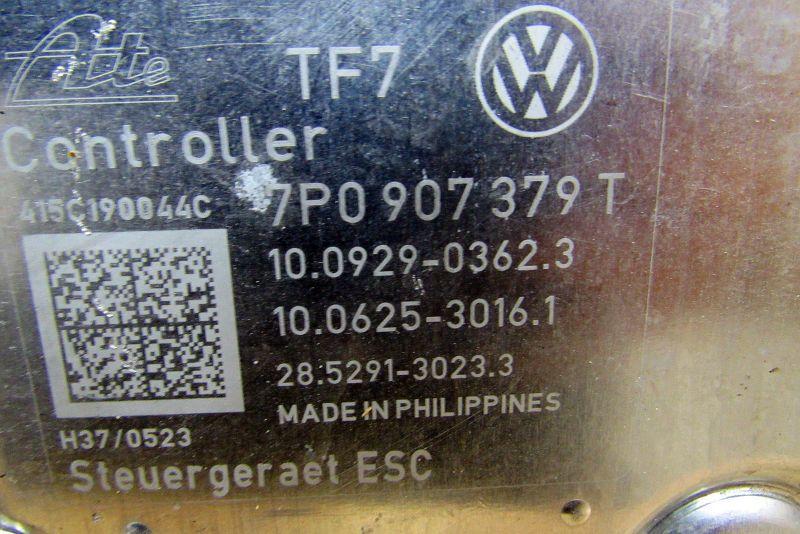 Ate TF7
Controller
415C190044C 7P0 907 379 T
10.0929-0362.3
10.0625-3016.1
28.5291-3023.3
MADE IN PHILIPPINES
H37/0523
Steuergeraet ESC